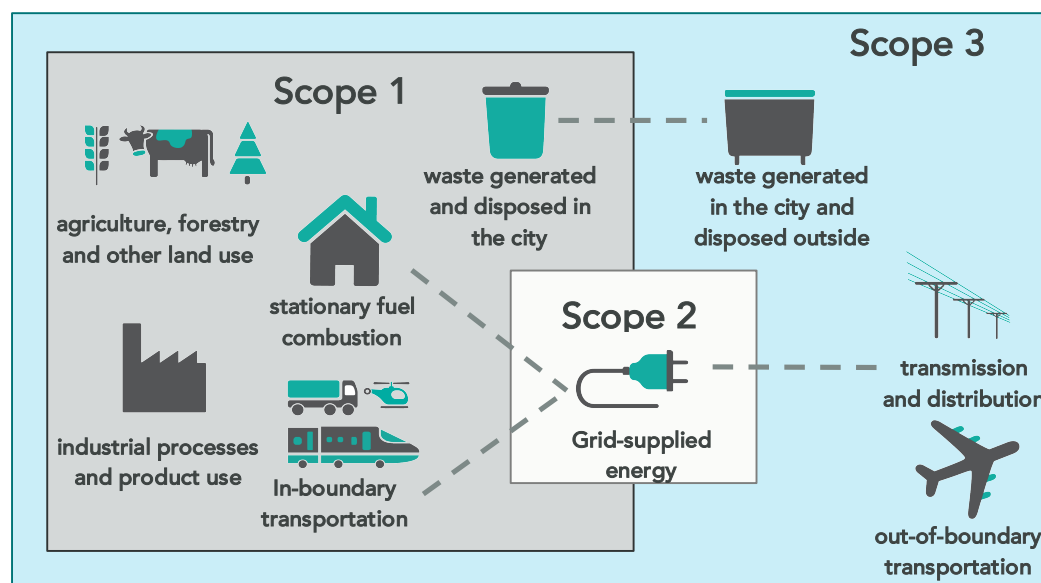 Scope 3
Scope 1
agriculture, forestry
and other land use
waste generated
and disposed in
the city
waste generated
in the city and
disposed outside
stationary fuel
combustion
Scope 2
Grid-supplied
energy
transmission
and distribution
industrial processes
and product use
In-boundary
transportation
out-of-boundary
transportation